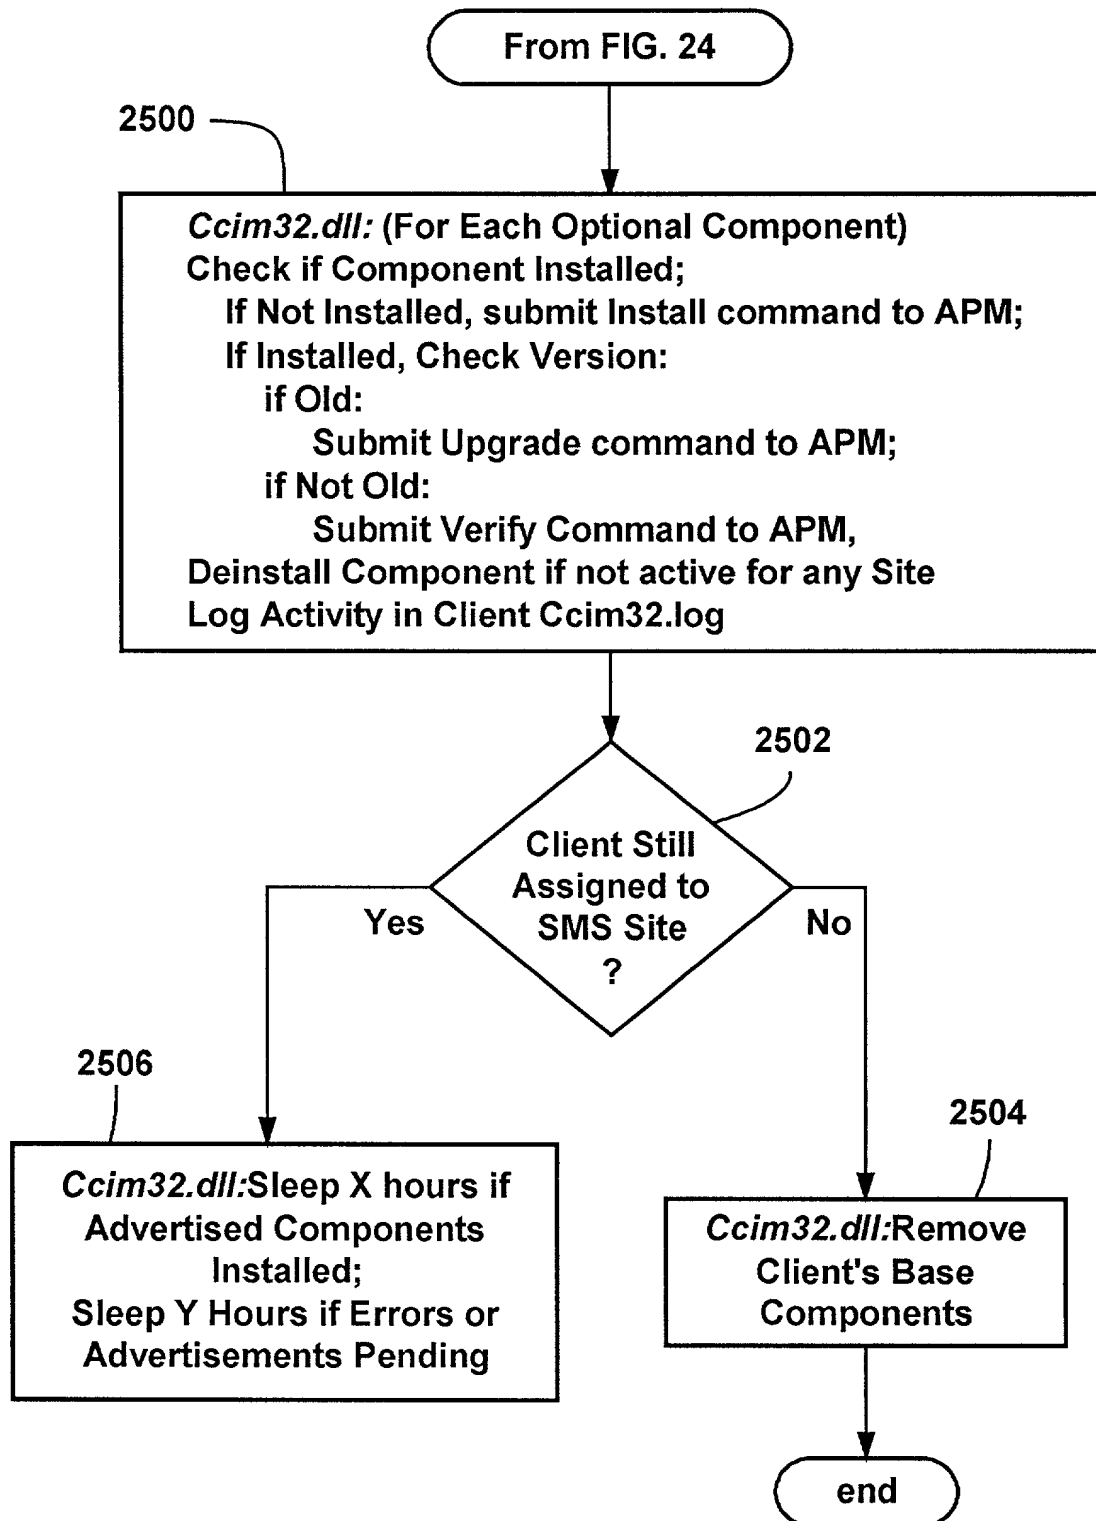 From FIG. 24
2500
Ccim32.dll: (For Each Optional Component)
Check if Component Installed;
If Not Installed, submit Install command to APM;
If Installed, Check Version:
if Old:
Submit Upgrade command to APM;
if Not Old:
Submit Verify Command to APM,
Deinstall Component if not active for any Site
Log Activity in Client Ccim32.log
2502
Client Still
Assigned to
SMS Site
?
Yes
No
2506
Ccim32.dll:Sleep X hours if
Advertised Components
Installed;
Sleep Y Hours if Errors or
Advertisements Pending
2504
Ccim32.dll:Remove
Client's Base
Components
end